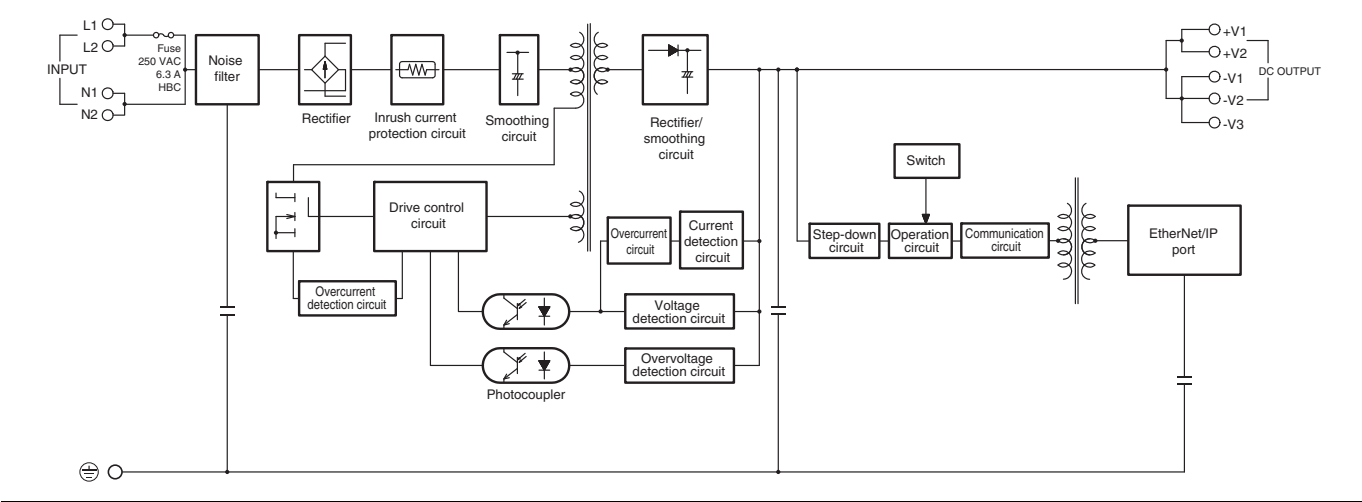 L1
L2
INPUT
N1
N2
Fuse
250 VAC
6.3 A
HBC
Noise
filter
Rectifier
Inrush current
protection circuit
Smoothing
circuit
Rectifier/
smoothing
circuit
+V1
+V2
-V1
-V2
-V3
DC OUTPUT
Drive control
circuit
Overcurrent
detection circuit
Overcurrent
circuit
Current
detection
circuit
Voltage
detection circuit
Overvoltage
detection circuit
Photocoupler
Switch
Step-down
circuit
Operation
circuit
Communication
circuit
EtherNet/IP
port